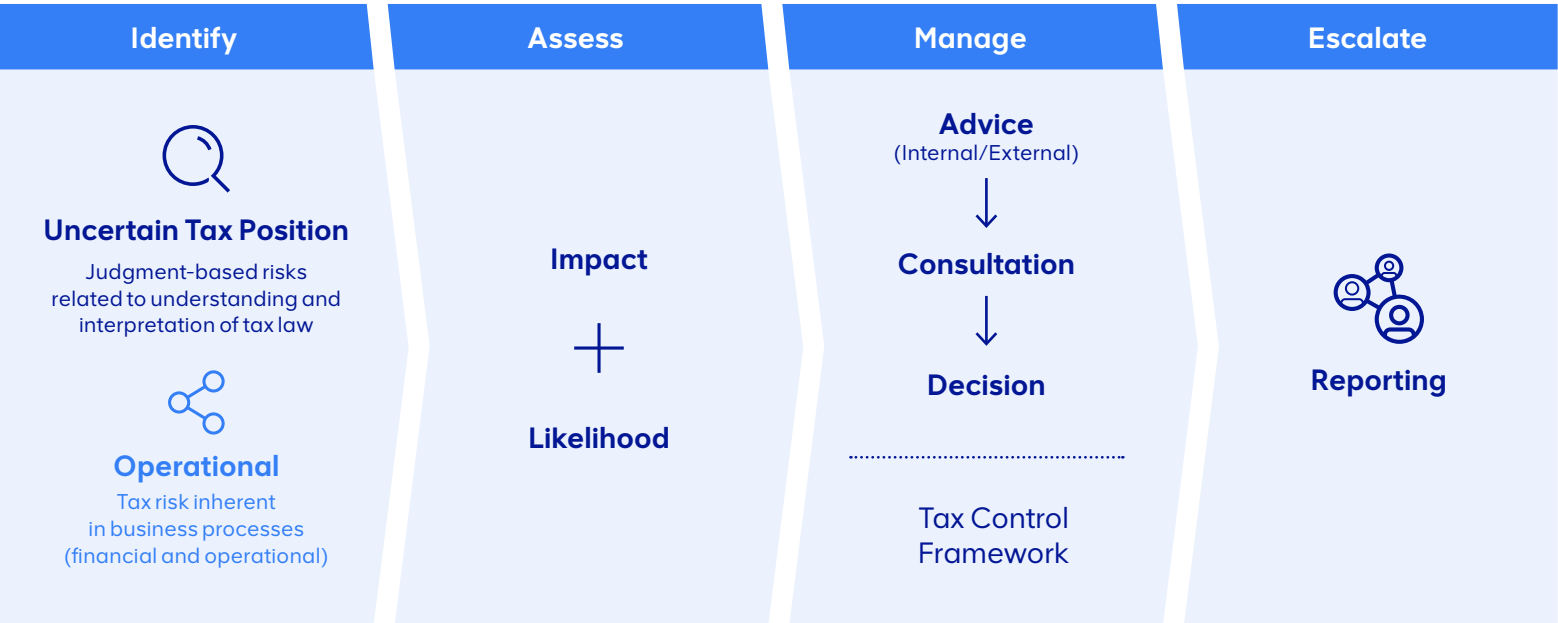 Identify
Uncertain Tax Position
Judgment-based risks
related to understanding and
interpretation of tax law
Operational
Tax risk inherent
in business processes
(financial and operational)
Assess
Impact
Likelihood
Manage
Advice
(Internal/External)
Consultation
Decision
Tax Control
Framework
Escalate
Reporting